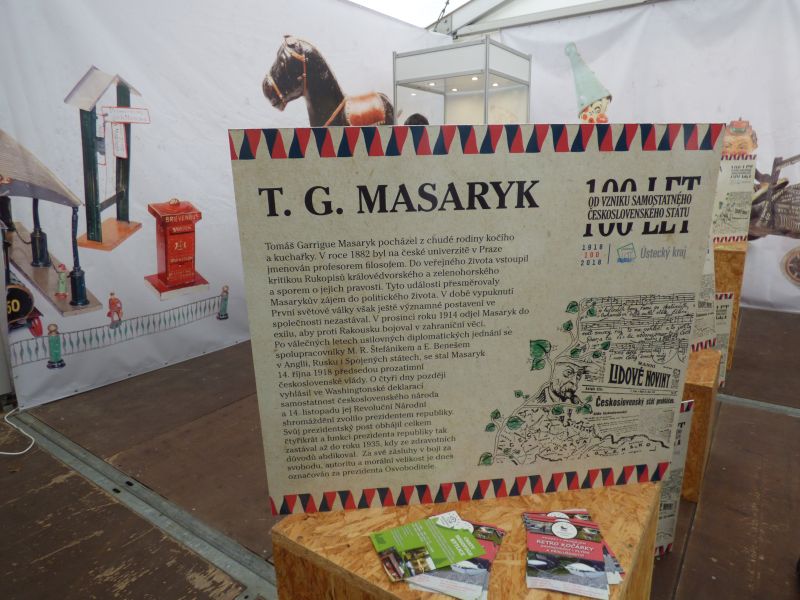 T. G. MASARYK
Tomáš Garrigue Masaryk pocházel z chudé rodiny kočího
a kuchařky. V roce 1882 byl na české univerzitě v Praze
jmenován profesorem filosofem. Do veřejného života vstoupil
kritikou Rukopisů královédvorského a zelenohorského
a sporem o jejich pravosti. Tyto události přesměrovaly
Masarykův zájem do politického života. V době vypuknutí
První světové války však ještě významné postavení ve
společnosti nezastával. V prosinci roku 1914 odjel Masaryk do
exilu, aby proti Rakousku bojoval v zahraniční věcí.
Po válečných letech usilovných diplomatických jednání se
spolupracovníky M. R. Štefánikem a E. Benešem
v Anglii, Rusku i Spojených státech, se stal Masaryk
14. října 1918 předsedou prozatímní
československé vlády. O čtyři dny později
vyhlásil ve Washingtonské deklaraci
samostatnost československého národa
a 14. listopadu jej Revoluční Národní
shromáždění zvolilo prezidentem republiky.
Svůj prezidentský post obhájil celkem
čtyřikrát a funkci prezidenta republiky tak
zastával až do roku 1935, kdy ze zdravotních
důvodů abdikoval. Za své zásluhy v boji za
svobodu, autoritu a morální velikost je dnes
označován za prezidenta Osvoboditele.
100 LET
OD VZNIKU SAMOSTATNÉHO
ČESKOSLOVENSKÉHO STÁTU
100 LET
1918
100
2018
Ústecký kraj
LIDOVÉ NOVINY
Československý stát prohlášen.
BRIEVENBUS
50
RETRO KOČÁRKY